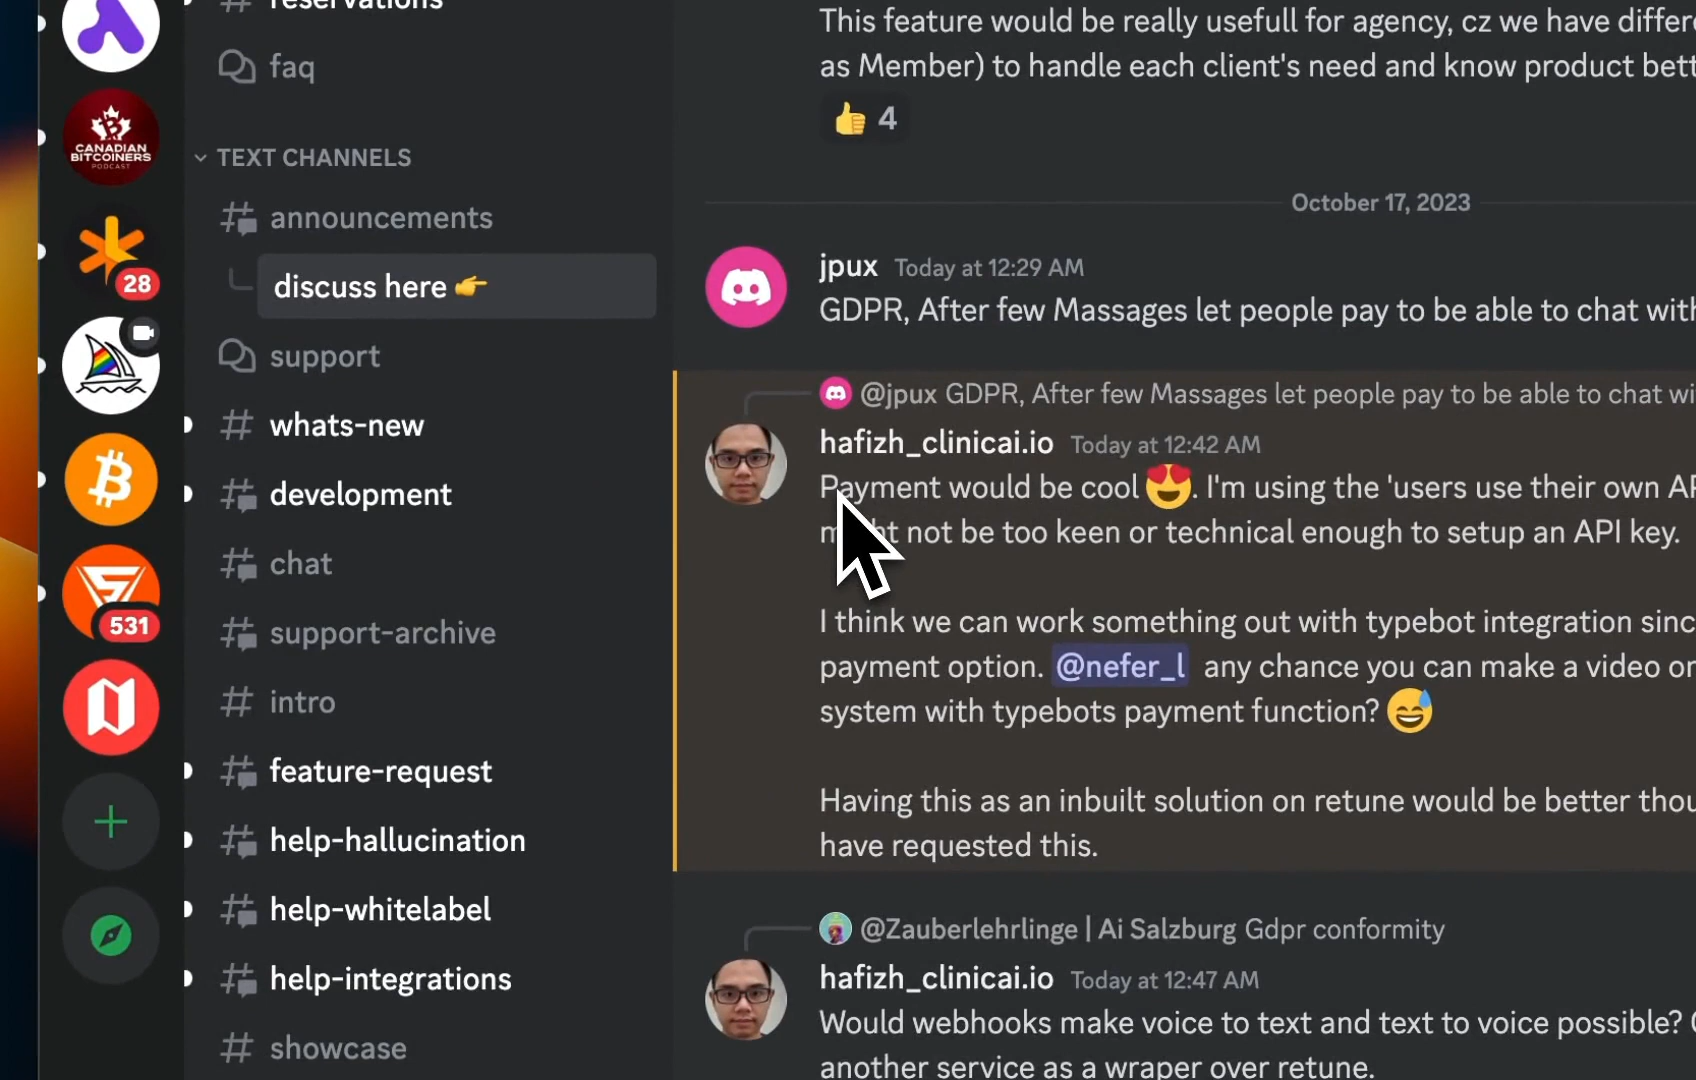 reservations
faq
TEXT CHANNELS
announcements
discuss here 👉
support
whats-new
development
chat
support-archive
intro
feature-request
help-hallucination
help-whitelabel
help-integrations
showcase
CANADIAN
BITCOINERS
PODCAST
28
531
This feature would be really usefull for agency, cz we have
as Member) to handle each client's need and know product
👍 4
October 17, 2023
jpux Today at 12:29 AM
GDPR, After few Massages let people pay to be able to chat
@jpux GDPR, After few Massages let people pay to be able to chat
hafizh_clinicai.io Today at 12:42 AM
Payment would be cool 😍. I'm using the 'users use their own
not be too keen or technical enough to setup an API key.
I think we can work something out with typebot integration
payment option. @nefer_l any chance you can make a video
system with typebots payment function? 😅
Having this as an inbuilt solution on retune would be better
have requested this.
@Zauberlehrlinge | Ai Salzburg Gdpr conformity
hafizh_clinicai.io Today at 12:47 AM
Would webhooks make voice to text and text to voice possible?
another service as a wraper over retune.